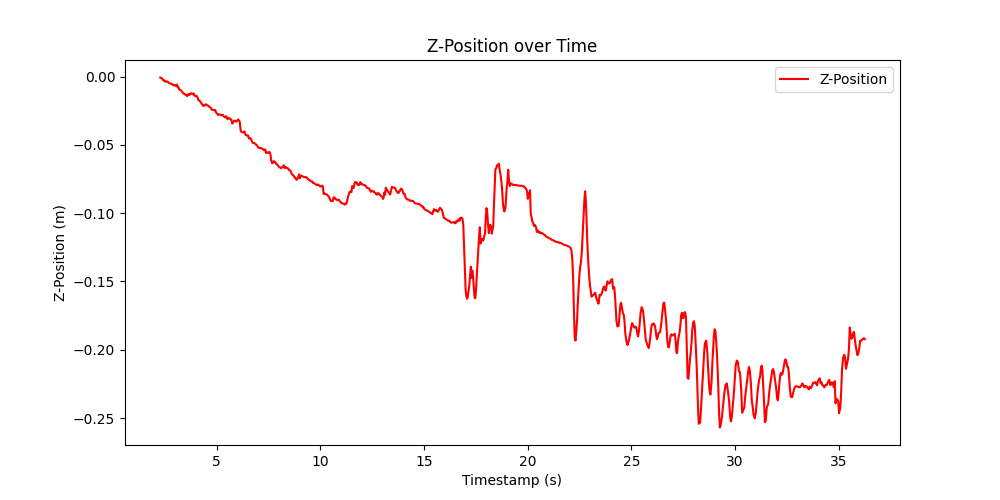 Z-Position over Time
Z-Position
0.00
−0.05
−0.10
−0.15
−0.20
−0.25
Z-Position (m)
5 10 15 20 25 30 35
Timestamp (s)